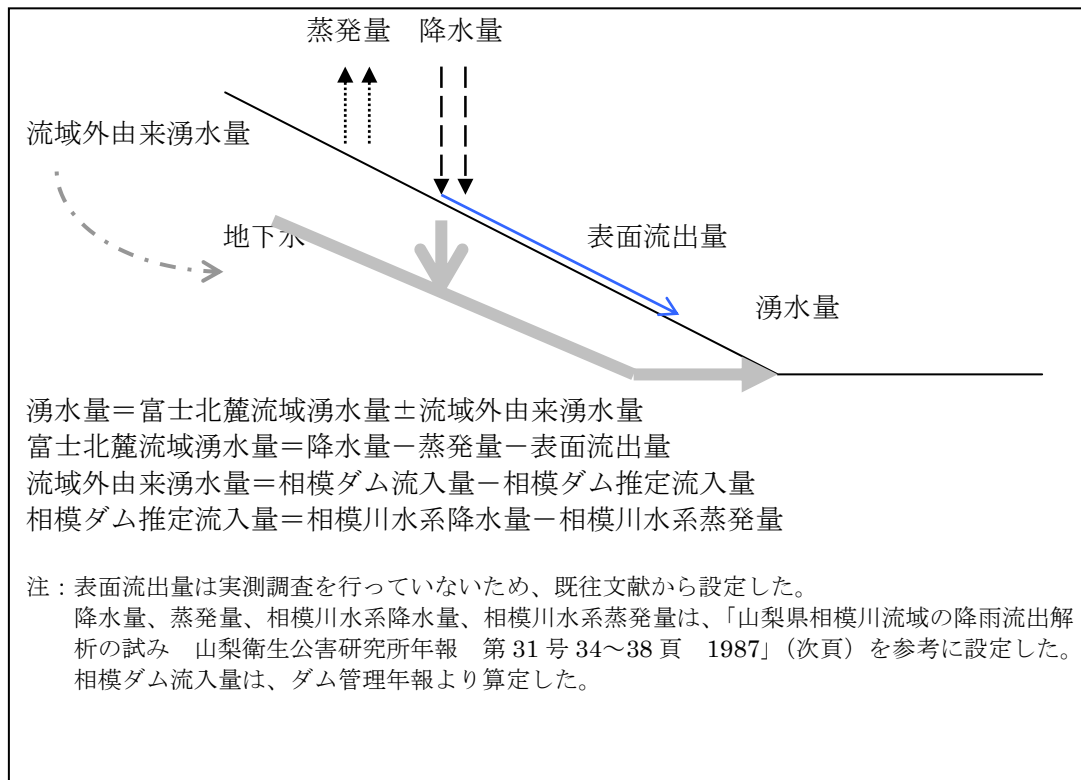 蒸発量 降水量
流域外由来湧水量
地下水
表面流出量
湧水量
湧水量＝富士北麓流域湧水量±流域外由来湧水量
富士北麓流域湧水量＝降水量－蒸発量－表面流出量
流域外由来湧水量＝相模ダム流入量－相模ダム推定流入量
相模ダム推定流入量＝相模川水系降水量－相模川水系蒸発量
注：表面流出量は実測調査を行っていないため、既往文献から設定した。
降水量、蒸発量、相模川水系降水量、相模川水系蒸発量は、「山梨県相模川流域の降雨流出解
析の試み 山梨衛生公害研究所年報 第 31 号 34～38 頁 1987」（次頁）を参考に設定した。
相模ダム流入量は、ダム管理年報より算定した。